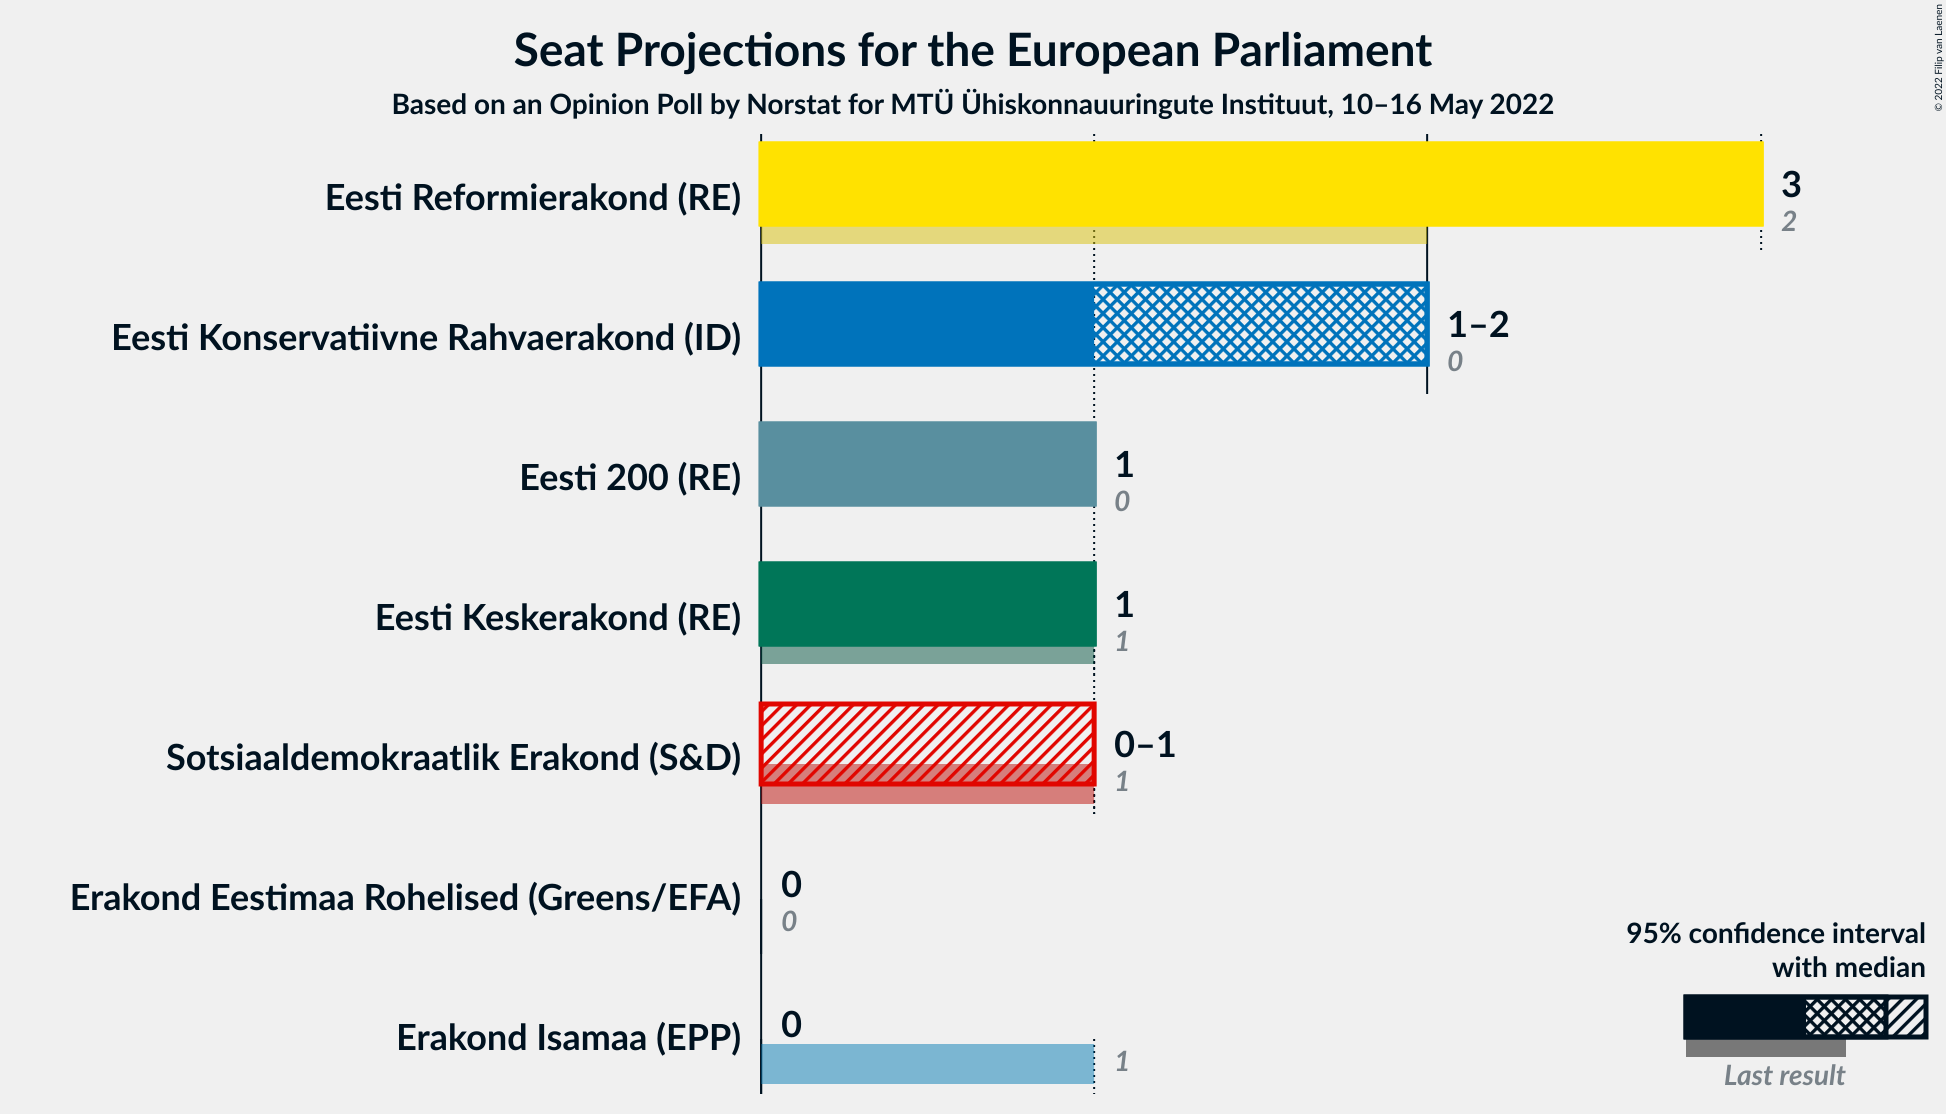 Seat Projections for the European Parliament
Based on an Opinion Poll by Norstat for MTÜ Ühiskonnauuringute Instituut, 10–16 May 2022
© 2022 Filip van Laenen
Eesti Reformierakond (RE)
3
2
Eesti Konservatiivne Rahvaerakond (ID)
1–2
0
Eesti 200 (RE)
1
0
Eesti Keskerakond (RE)
1
1
Sotsiaaldemokraatlik Erakond (S&D)
0–1
1
Erakond Eestimaa Rohelised (Greens/EFA)
0
0
Erakond Isamaa (EPP)
0
1
95% confidence interval
with median
Last result